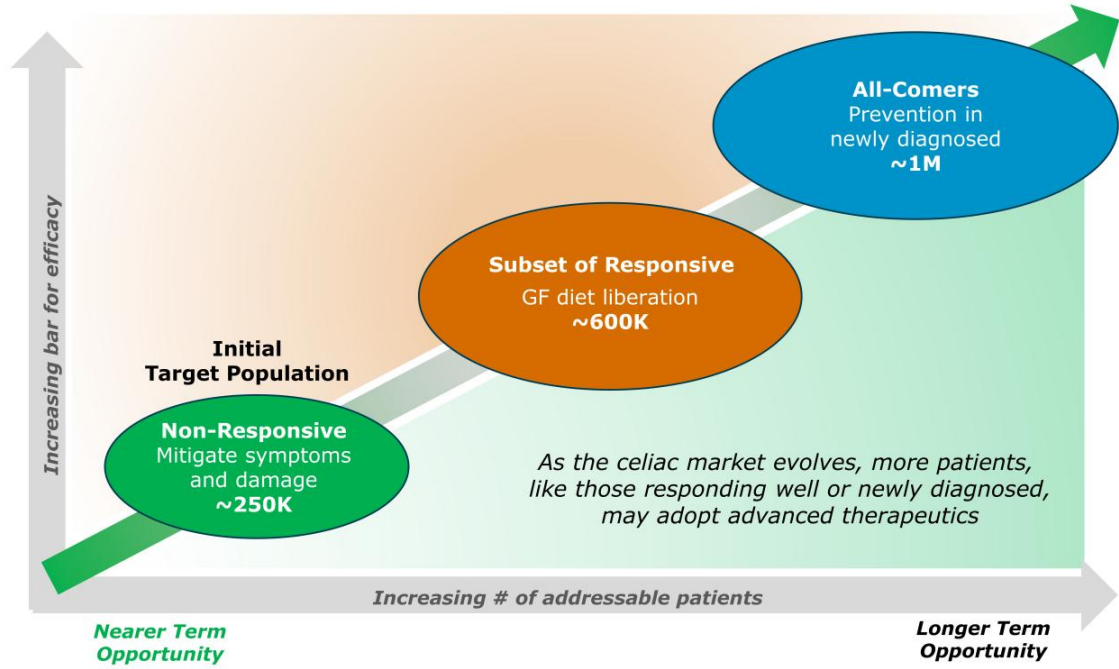 All-Comers
Prevention in
newly diagnosed
~1M
Subset of Responsive
GF diet liberation
~600K
Initial
Target Population
Non-Responsive
Mitigate symptoms
and damage
~250K
As the celiac market evolves, more patients,
like those responding well or newly diagnosed,
may adopt advanced therapeutics
Increasing bar for efficacy
Increasing # of addressable patients
Nearer Term
Opportunity
Longer Term
Opportunity